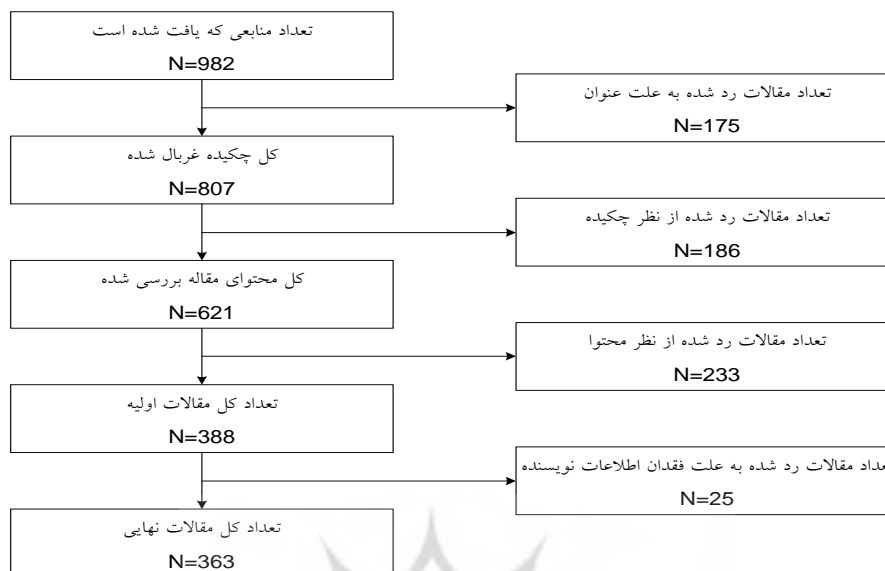 تعداد منابعی که یافت شده است
N=982
تعداد مقالات رد شده به علت عنوان
N=175
کل چکیده غربال شده
N=807
تعداد مقالات رد شده از نظر چکیده
N=186
کل محتوای مقاله بررسی شده
N=621
تعداد مقالات رد شده از نظر محتوا
N=233
تعداد کل مقالات اولیه
N=388
عداد مقالات رد شده به علت فقدان اطلاعات نویسنده
N=25
تعداد کل مقالات نهایی
N=363